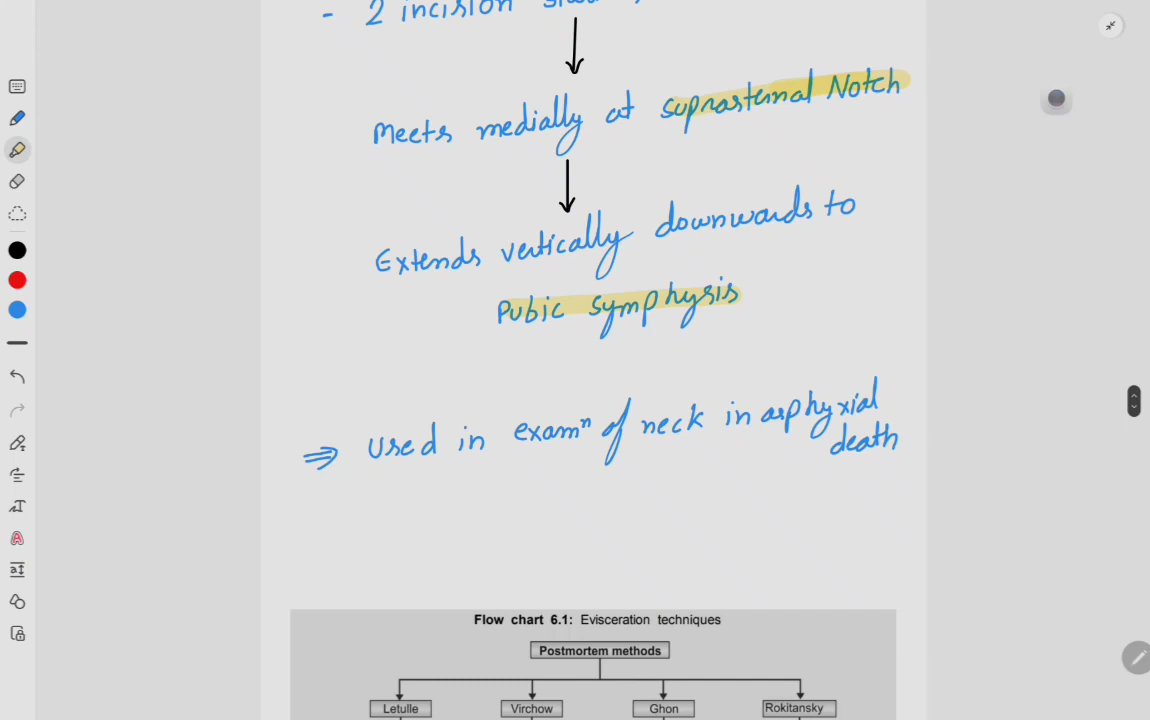 - 2 incision
Meets medially at suprasternal Notch
Extends vertically downwards to
Pubic symphysis
⇒ used in examⁿ of neck in asphyxial
death
Flow chart 6.1: Evisceration techniques
Postmortem methods
Letulle Virchow Ghon Rokitansky